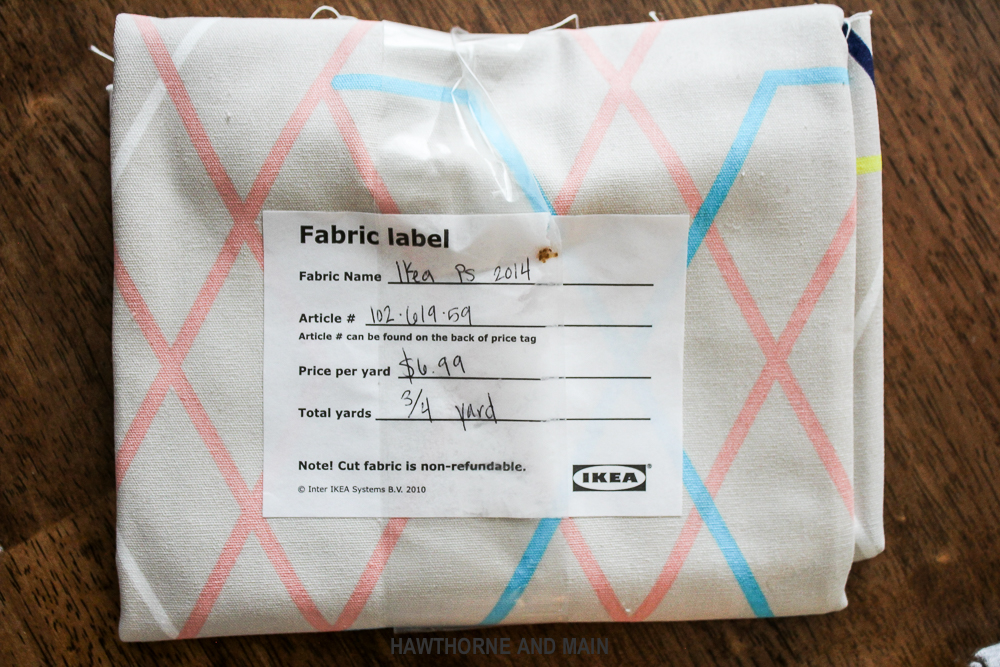 Fabric label
Fabric Name Ikea PS 2014
Article # 102.619.59
Article # can be found on the back of price tag
Price per yard $6.99
Total yards 3/4 yard
Note! Cut fabric is non-refundable.
© Inter IKEA Systems B.V. 2010
IKEA®
HAWTHORNE AND MAIN